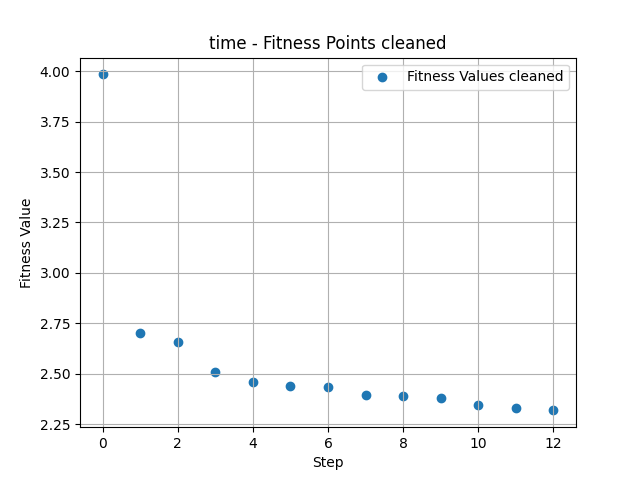 time - Fitness Points cleaned
Fitness Values cleaned
4.00
3.75
3.50
3.25
3.00
2.75
2.50
2.25
Fitness Value
0 2 4 6 8 10 12
Step